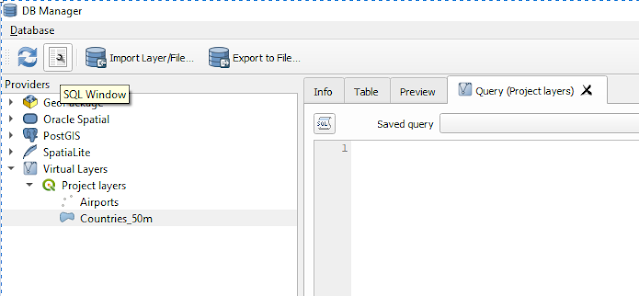 DB Manager
Database
Import Layer/File...
Export to File...
Providers
SQL Window
GeoPackage
Oracle Spatial
PostGIS
SpatiaLite
Virtual Layers
Project layers
Airports
Countries_50m
Info
Table
Preview
Query (Project layers)
SQL
Saved query
1